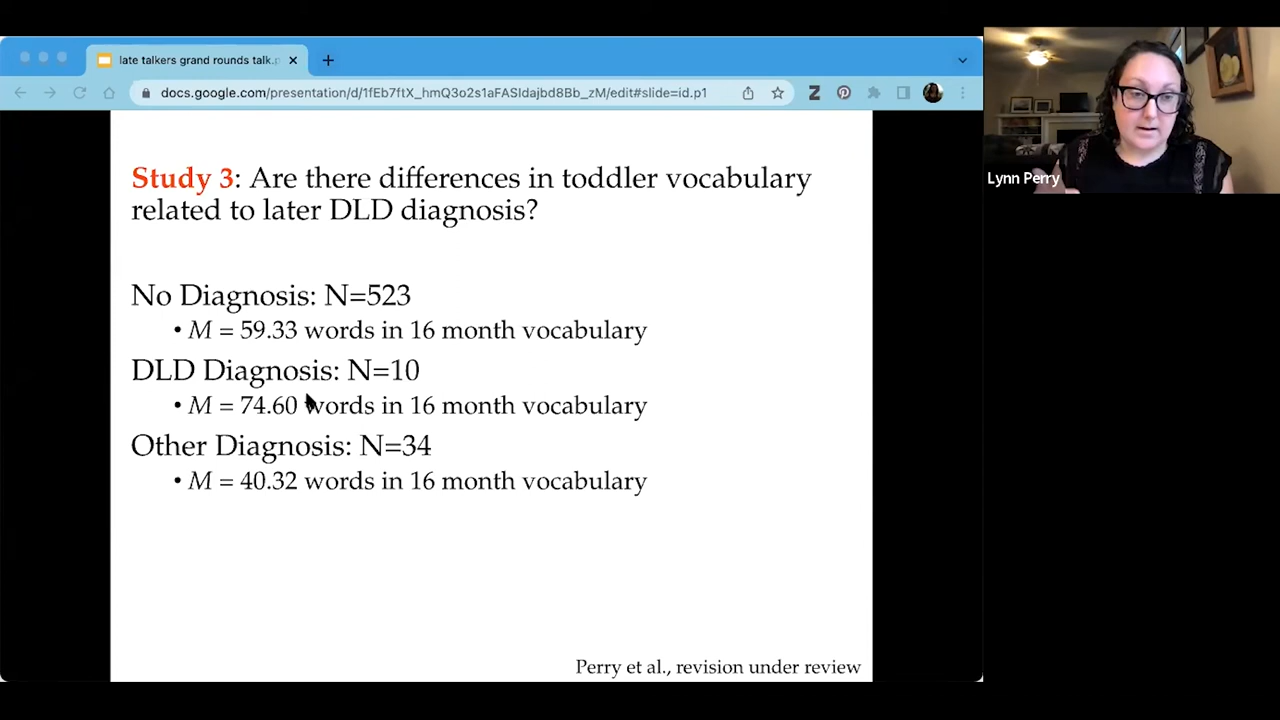 late talkers grand rounds talk.p
docs.google.com/presentation/d/1fEb7ftX_hmQ3o2s1aFASIdajbd8Bb_zM/edit#slide=id.p1
Z
Lynn Perry
Study 3: Are there differences in toddler vocabulary
related to later DLD diagnosis?
No Diagnosis: N=523
• M = 59.33 words in 16 month vocabulary
DLD Diagnosis: N=10
• M = 74.60 words in 16 month vocabulary
Other Diagnosis: N=34
• M = 40.32 words in 16 month vocabulary
Perry et al., revision under review